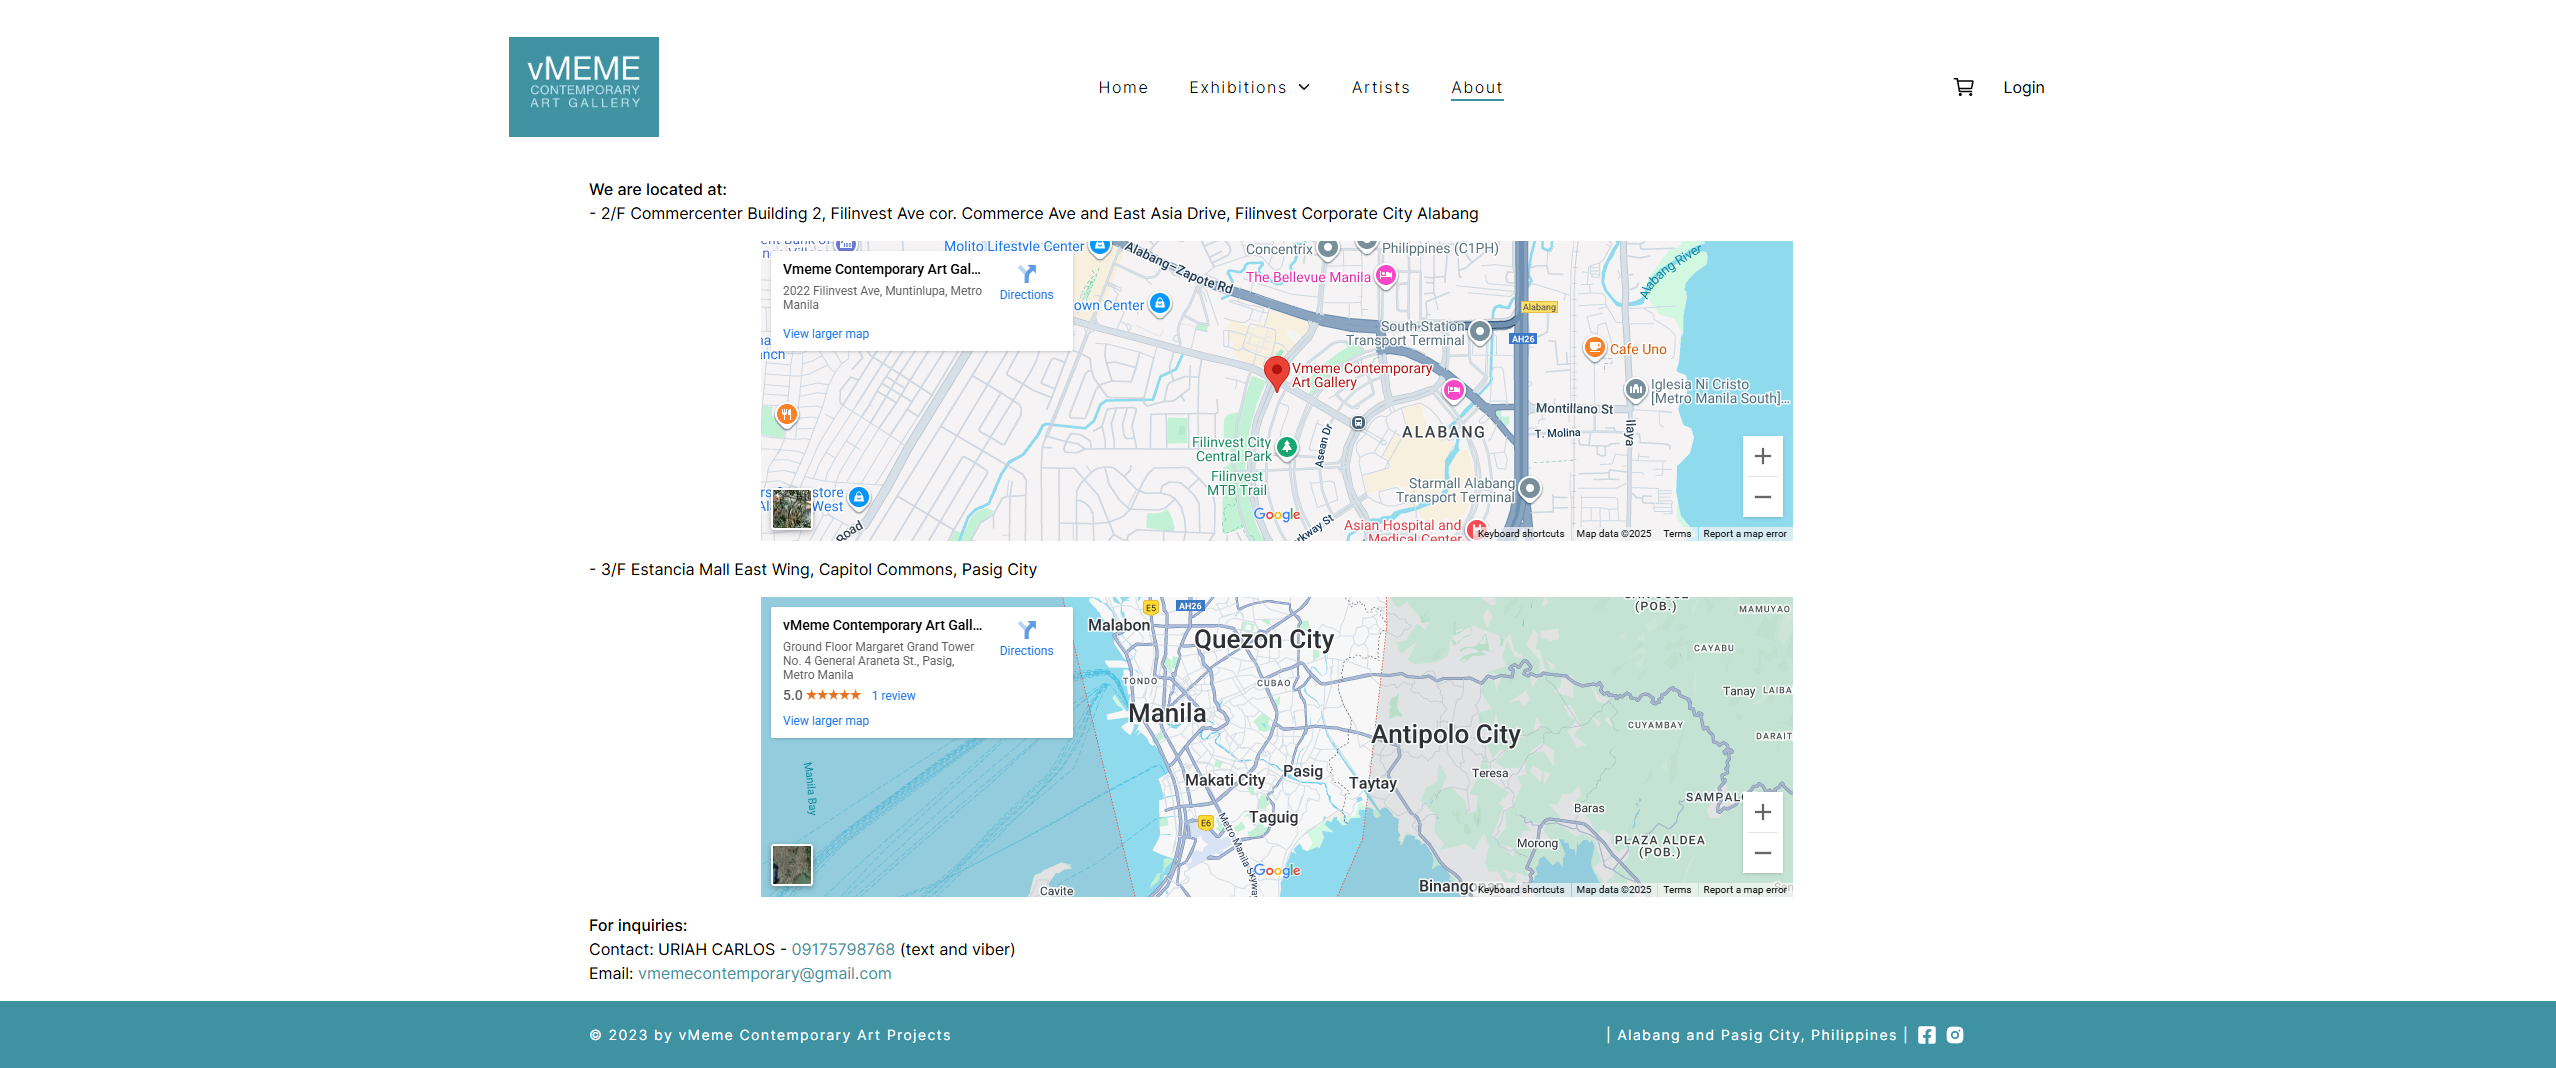 vMEME
CONTEMPORARY
ART GALLERY
Home
Exhibitions
Artists
About
Login
We are located at:
- 2/F Commercenter Building 2, Filinvest Ave cor. Commerce Ave and East Asia Drive, Filinvest Corporate City Alabang
Vmeme Contemporary Art Gal...
2022 Filinvest Ave, Muntinlupa, Metro
Manila
View larger map
Directions
Molito Lifestyle Center
Alabang–Zapote Rd
Concentrix
Philippines (C1PH)
The Bellevue Manila
Alabang River
own Center
Alabang
South Station
Transport Terminal
AH26
Cafe Uno
Vmeme Contemporary
Art Gallery
Iglesia Ni Cristo
[Metro Manila South]...
Montillano St
T. Molina
Ilaya
ALABANG
Asean Dr
Filinvest City
Central Park
Filinvest
MTB Trail
Starmall Alabang
Transport Terminal
store
West
Road
Google
rkway St
Asian Hospital and
Medical Center
Keyboard shortcuts
Map data ©2025
Terms
Report a map error
- 3/F Estancia Mall East Wing, Capitol Commons, Pasig City
vMeme Contemporary Art Gall...
Ground Floor Margaret Grand Tower
No. 4 General Araneta St., Pasig,
Metro Manila
5.0 ★★★★★ 1 review
View larger map
Directions
E5
AH26
Malabon
Quezon City
(POB.)
MAMUYAO
CAYABU
TONDO
CUBAO
Tanay
LAIBA
Manila
CUYAMBAY
Antipolo City
DARAIT
Manila Bay
Makati City
Pasig
Taytay
Teresa
SAMPAL
Baras
Taguig
E6
Metro Manila Skyway
Morong
PLAZA ALDEA
(POB.)
Google
Cavite
Binango
Keyboard shortcuts
Map data ©2025
Terms
Report a map error
For inquiries:
Contact: URIAH CARLOS - 09175798768 (text and viber)
Email: vmemecontemporary@gmail.com
© 2023 by vMeme Contemporary Art Projects
| Alabang and Pasig City, Philippines |